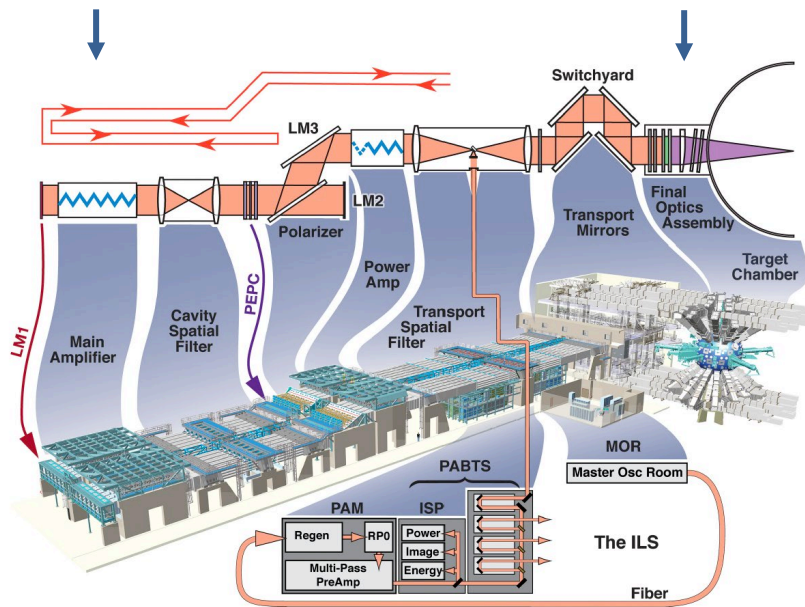 Switchyard
LM3
LM2
Polarizer
Final
Optics
Assembly
Transport
Mirrors
Target
Chamber
Power
Amp
PEPC
LM1
Cavity
Spatial
Filter
Transport
Spatial
Filter
Main
Amplifier
MOR
Master Osc Room
PABTS
PAM
ISP
Regen
RP0
Power
Image
Energy
Multi-Pass
PreAmp
The ILS
Fiber